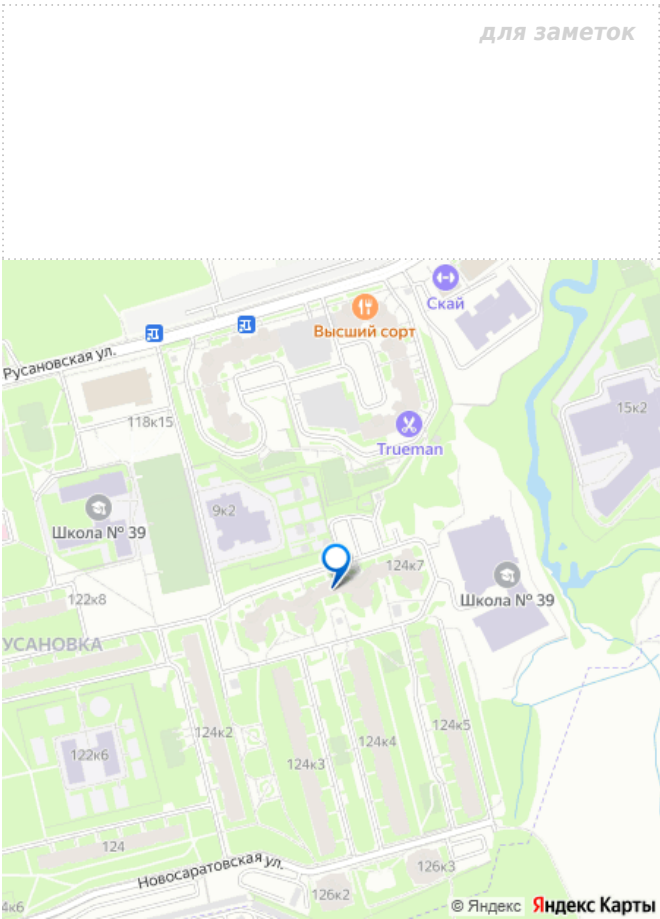 для заметок
Скай
Высший сорт
Русановская ул.
15к2
118к15
Trueman
9к2
Школа № 39
124к7
122к8
Школа № 39
УСАНОВКА
124к2
124к5
124к4
122к6
124к3
124
Новосаратовская ул.
126к3
126к2
24к6
© Яндекс Яндекс Карты